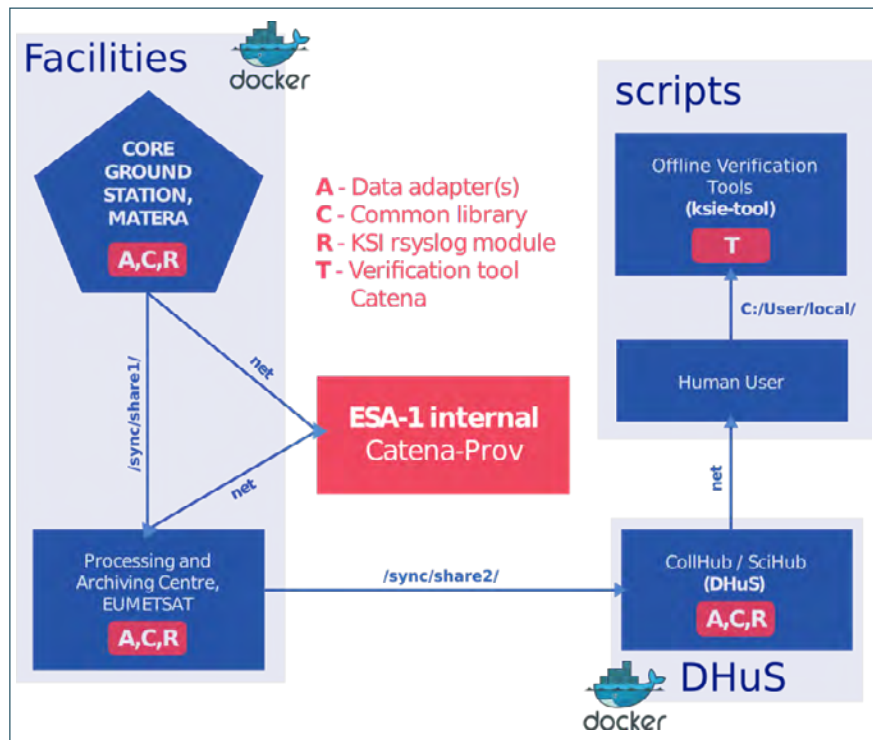 Facilities
docker
CORE
GROUND
STATION,
MATERA
A,C,R
A - Data adapter(s)
C - Common library
R - KSI rsyslog module
T - Verification tool
Catena
scripts
Offline Verification
Tools
(ksie-tool)
T
C:/User/local/
Human User
net
/sync/share1/
net
net
ESA-1 internal
Catena-Prov
Processing and
Archiving Centre,
EUMETSAT
A,C,R
/sync/share2/
CollHub / SciHub
(DHuS)
A,C,R
DHuS
docker